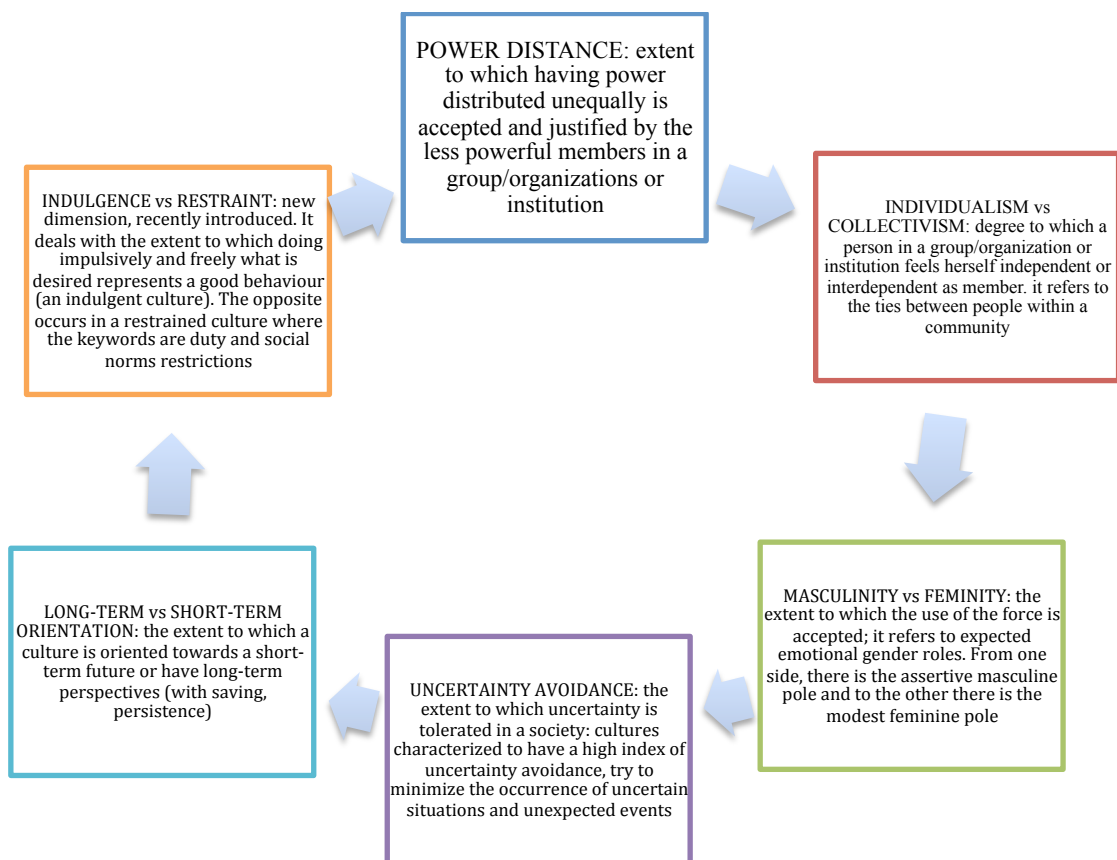 POWER DISTANCE: extent
to which having power
distributed unequally is
accepted and justified by the
less powerful members in a
group/organizations or
institution
INDIVIDUALISM vs
COLLECTIVISM: degree to which a
person in a group/organization or
institution feels herself independent or
interdependent as member. it refers to
the ties between people within a
community
MASCULINITY vs FEMINITY: the
extent to which the use of the force is
accepted; it refers to expected
emotional gender roles. From one
side, there is the assertive masculine
pole and to the other there is the
modest feminine pole
UNCERTAINTY AVOIDANCE: the
extent to which uncertainty is
tolerated in a society: cultures
characterized to have a high index of
uncertainty avoidance, try to
minimize the occurrence of uncertain
situations and unexpected events
LONG-TERM vs SHORT-TERM
ORIENTATION: the extent to which a
culture is oriented towards a short-
term future or have long-term
perspectives (with saving,
persistence)
INDULGENCE vs RESTRAINT: new
dimension, recently introduced. It
deals with the extent to which doing
impulsively and freely what is
desired represents a good behaviour
(an indulgent culture). The opposite
occurs in a restrained culture where
the keywords are duty and social
norms restrictions